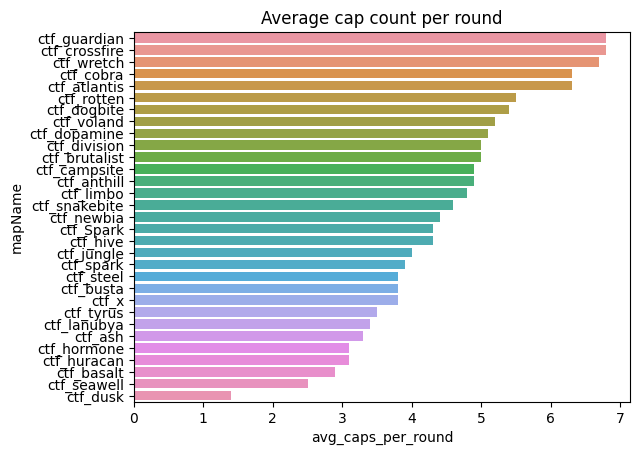 Average cap count per round
mapName
ctf_guardian
ctf_crossfire
ctf_wretch
ctf_cobra
ctf_atlantis
ctf_rotten
ctf_dogbite
ctf_voland
ctf_dopamine
ctf_division
ctf_brutalist
ctf_campsite
ctf_anthill
ctf_limbo
ctf_snakebite
ctf_newbia
ctf_Spark
ctf_hive
ctf_jungle
ctf_spark
ctf_steel
ctf_busta
ctf_x
ctf_tyrus
ctf_lanubya
ctf_ash
ctf_hormone
ctf_huracan
ctf_basalt
ctf_seawell
ctf_dusk
0 1 2 3 4 5 6 7
avg_caps_per_round